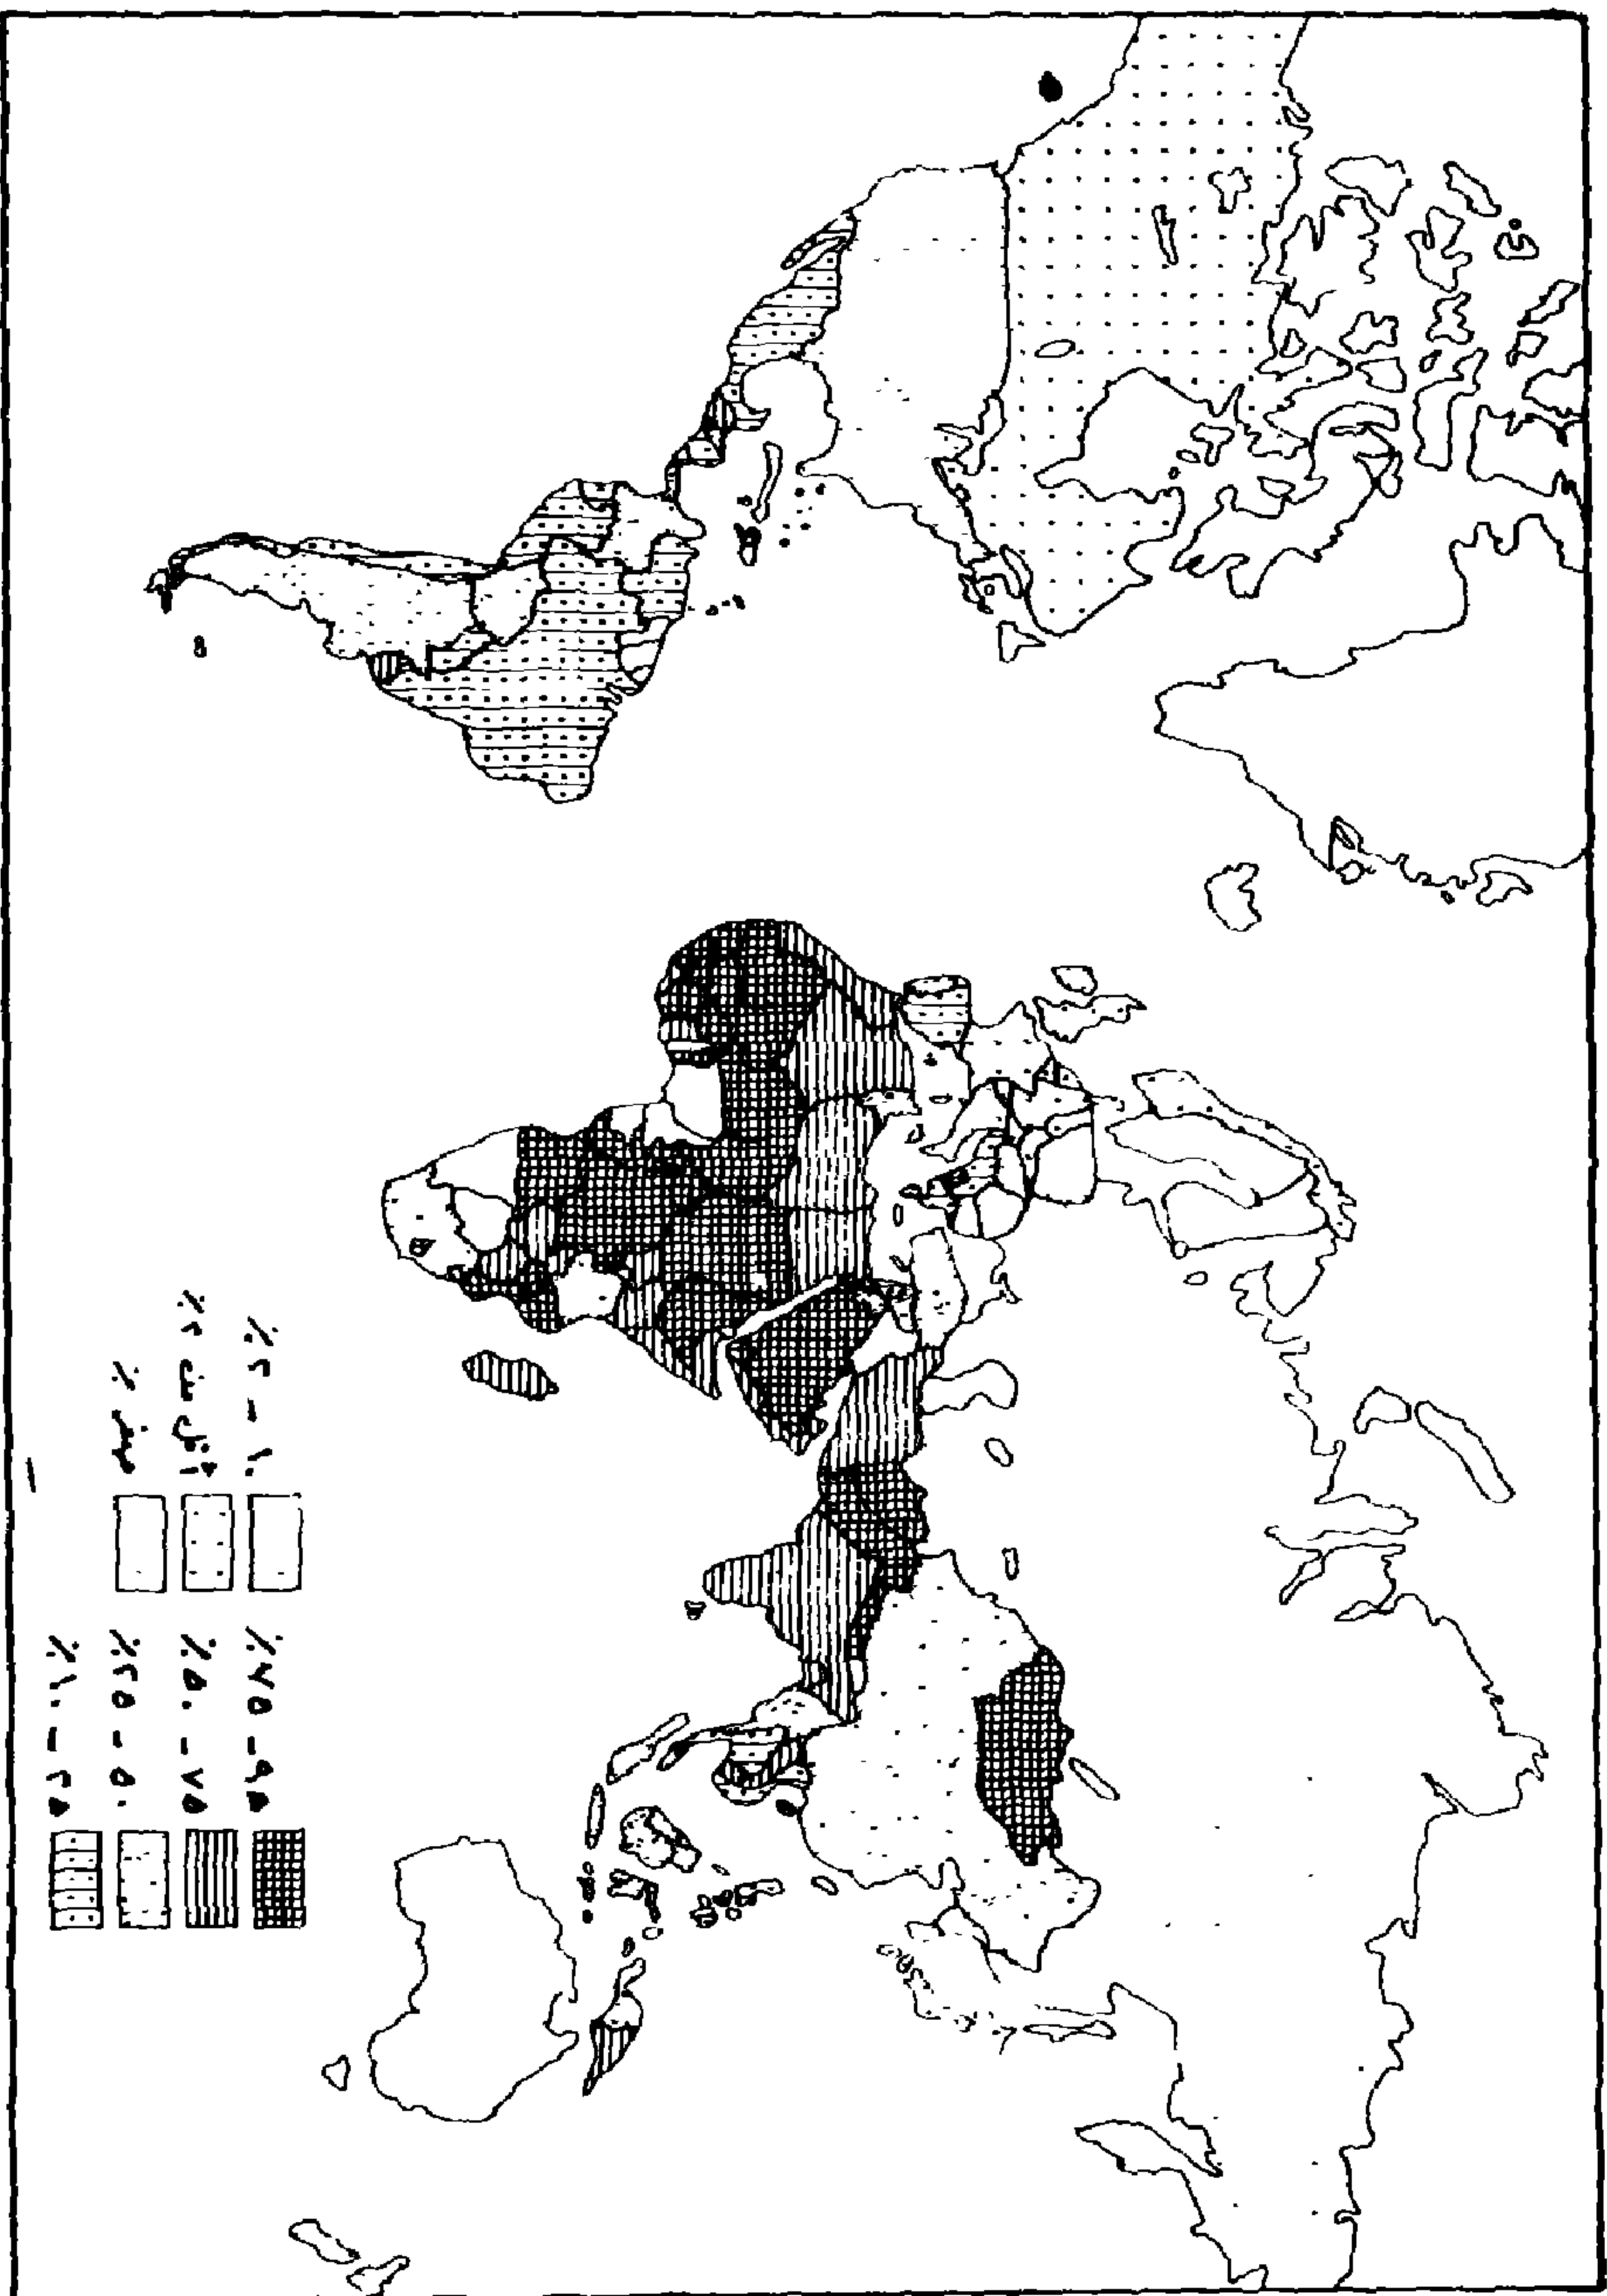 ٪٧٥ – ٩٥
٪٥٠ – ٧٥
٪٢٥ – ٥٠
٪١٠ – ٢٥
٪٢ – ١٠
أقل من ٢٪
صفر ٪